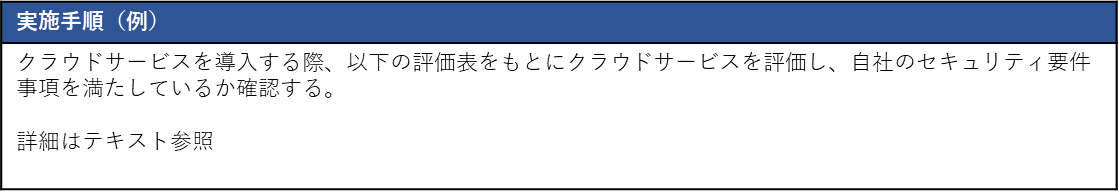 実施手順（例）
クラウドサービスを導入する際、以下の評価表をもとにクラウドサービスを評価し、自社のセキュリティ要件
事項を満たしているか確認する。
詳細はテキスト参照